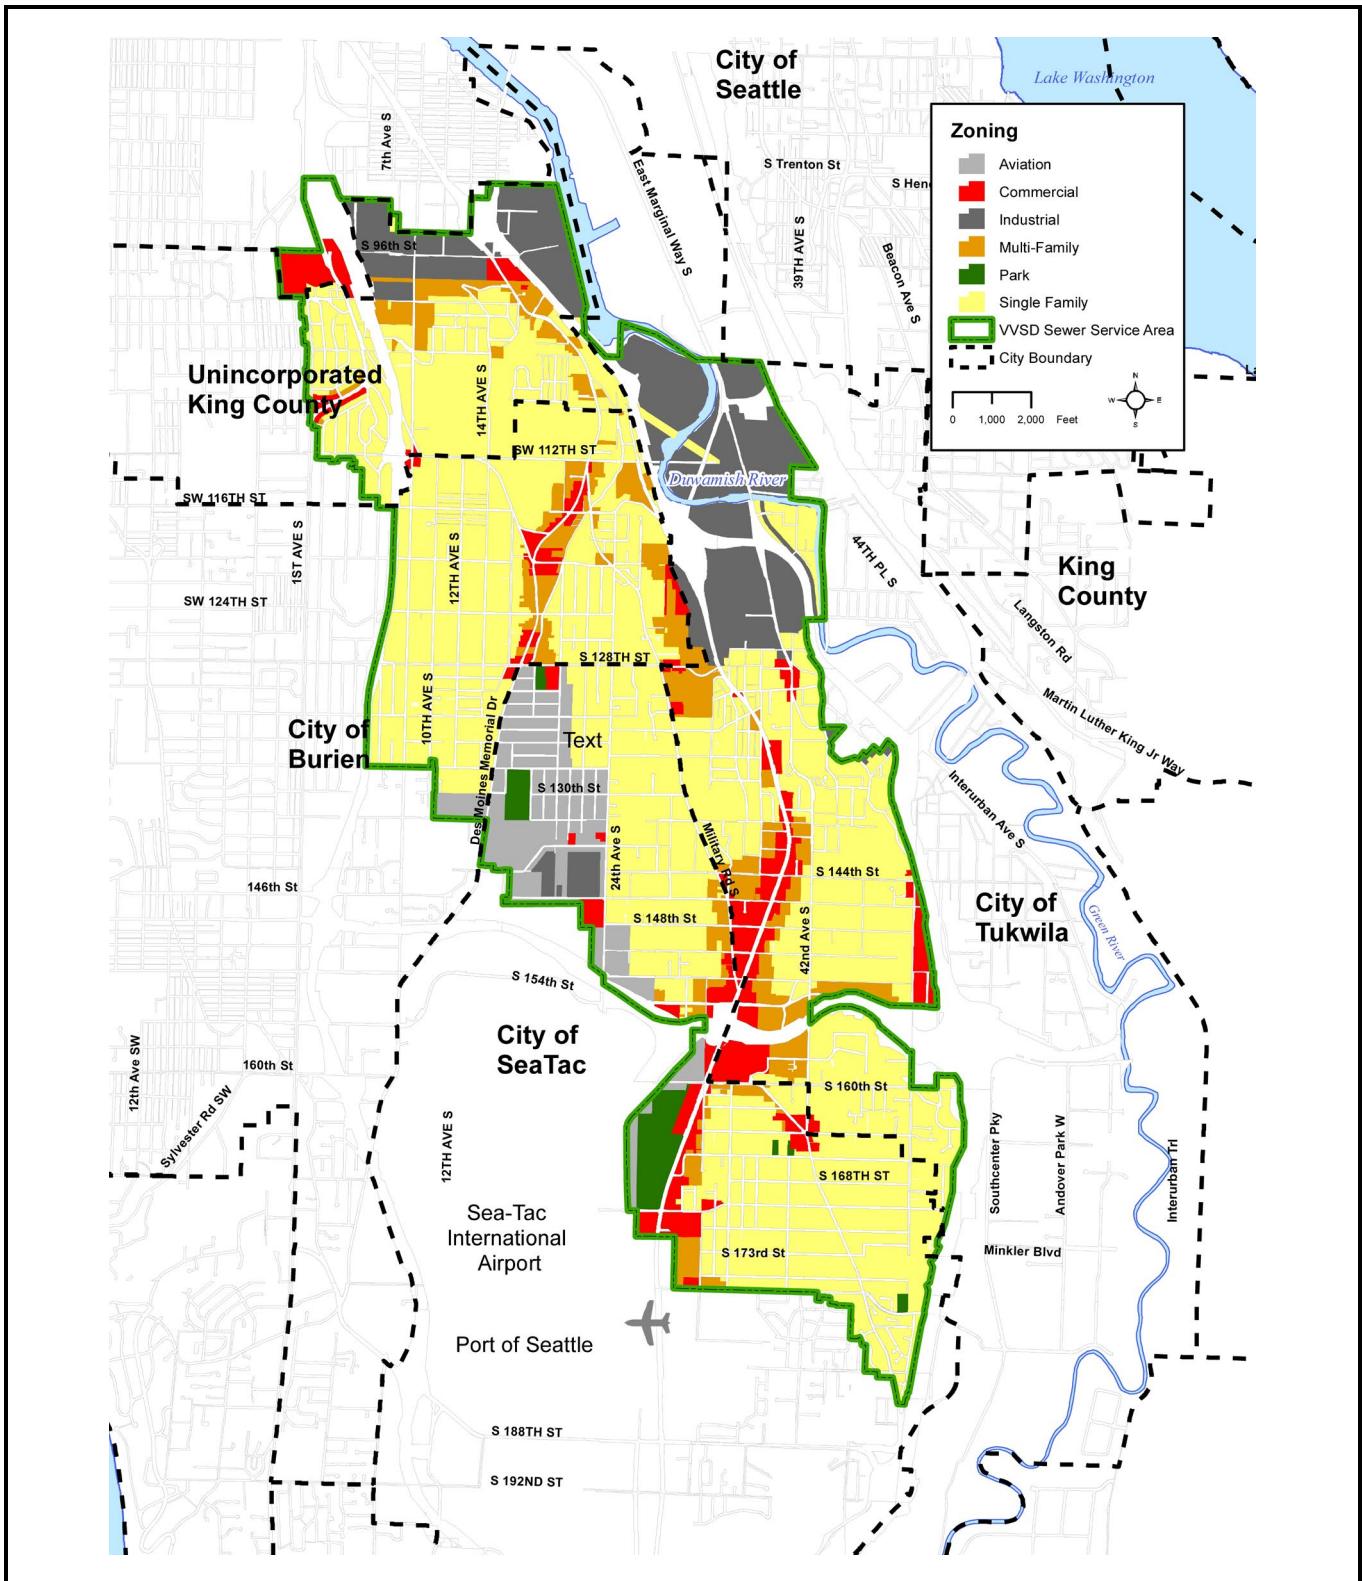 City of
Seattle
Lake Washington
7th Ave S
East Marginal Way S
S Trenton St
S Hen
39TH AVE S
Beacon Ave S
Zoning
Aviation
Commercial
Industrial
Multi-Family
Park
Single Family
VVSD Sewer Service Area
City Boundary
N
W
E
S
0
1,000
2,000
Feet
S 96th St
Unincorporated
King County
14TH AVE S
SW 112TH ST
Duwamish River
SW 116TH ST
1ST AVE S
12TH AVE S
44TH PL S
King
County
SW 124TH ST
Langston Rd
S 128TH ST
10TH AVE S
Des Moines Memorial Dr
Martin Luther King Jr Way
City of
Burien
Text
S 130th St
Interurban Ave S
24th Ave S
Military Rd S
S 144th St
146th St
S 148th St
42nd Ave S
City of
Tukwila
Green River
S 154th St
City of
SeaTac
12th Ave SW
160th St
S 160th St
Sylvester Rd SW
12TH AVE S
Southcenter Pky
Andover Park W
Interurban Trl
S 168TH ST
Sea-Tac
International
Airport
S 173rd St
Minkler Blvd
Port of Seattle
S 188TH ST
S 192ND ST